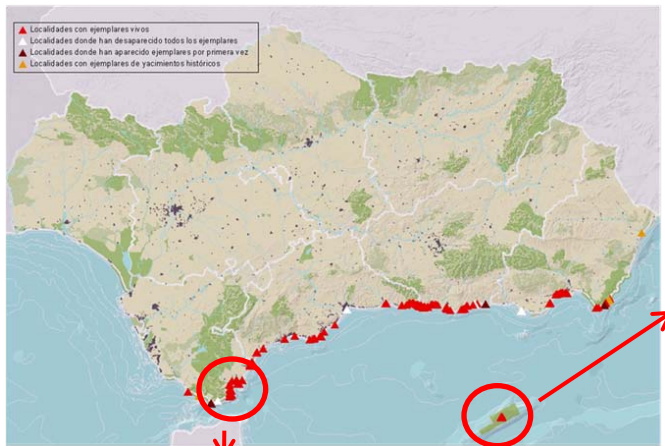 Localidades con ejemplares vivos
Localidades donde han desaparecido todos los ejemplares
Localidades donde han aparecido ejemplares por primera vez
Localidades con ejemplares de yacimientos históricos